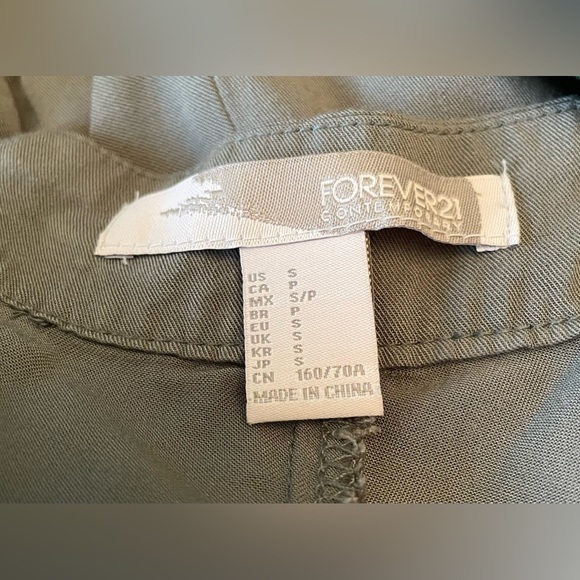 FOREVER21
CONTEMPORARY
US S
CA P
MX S/P
BR P
EU S
UK S
KR S
JP S
CN 160/70A
MADE IN CHINA